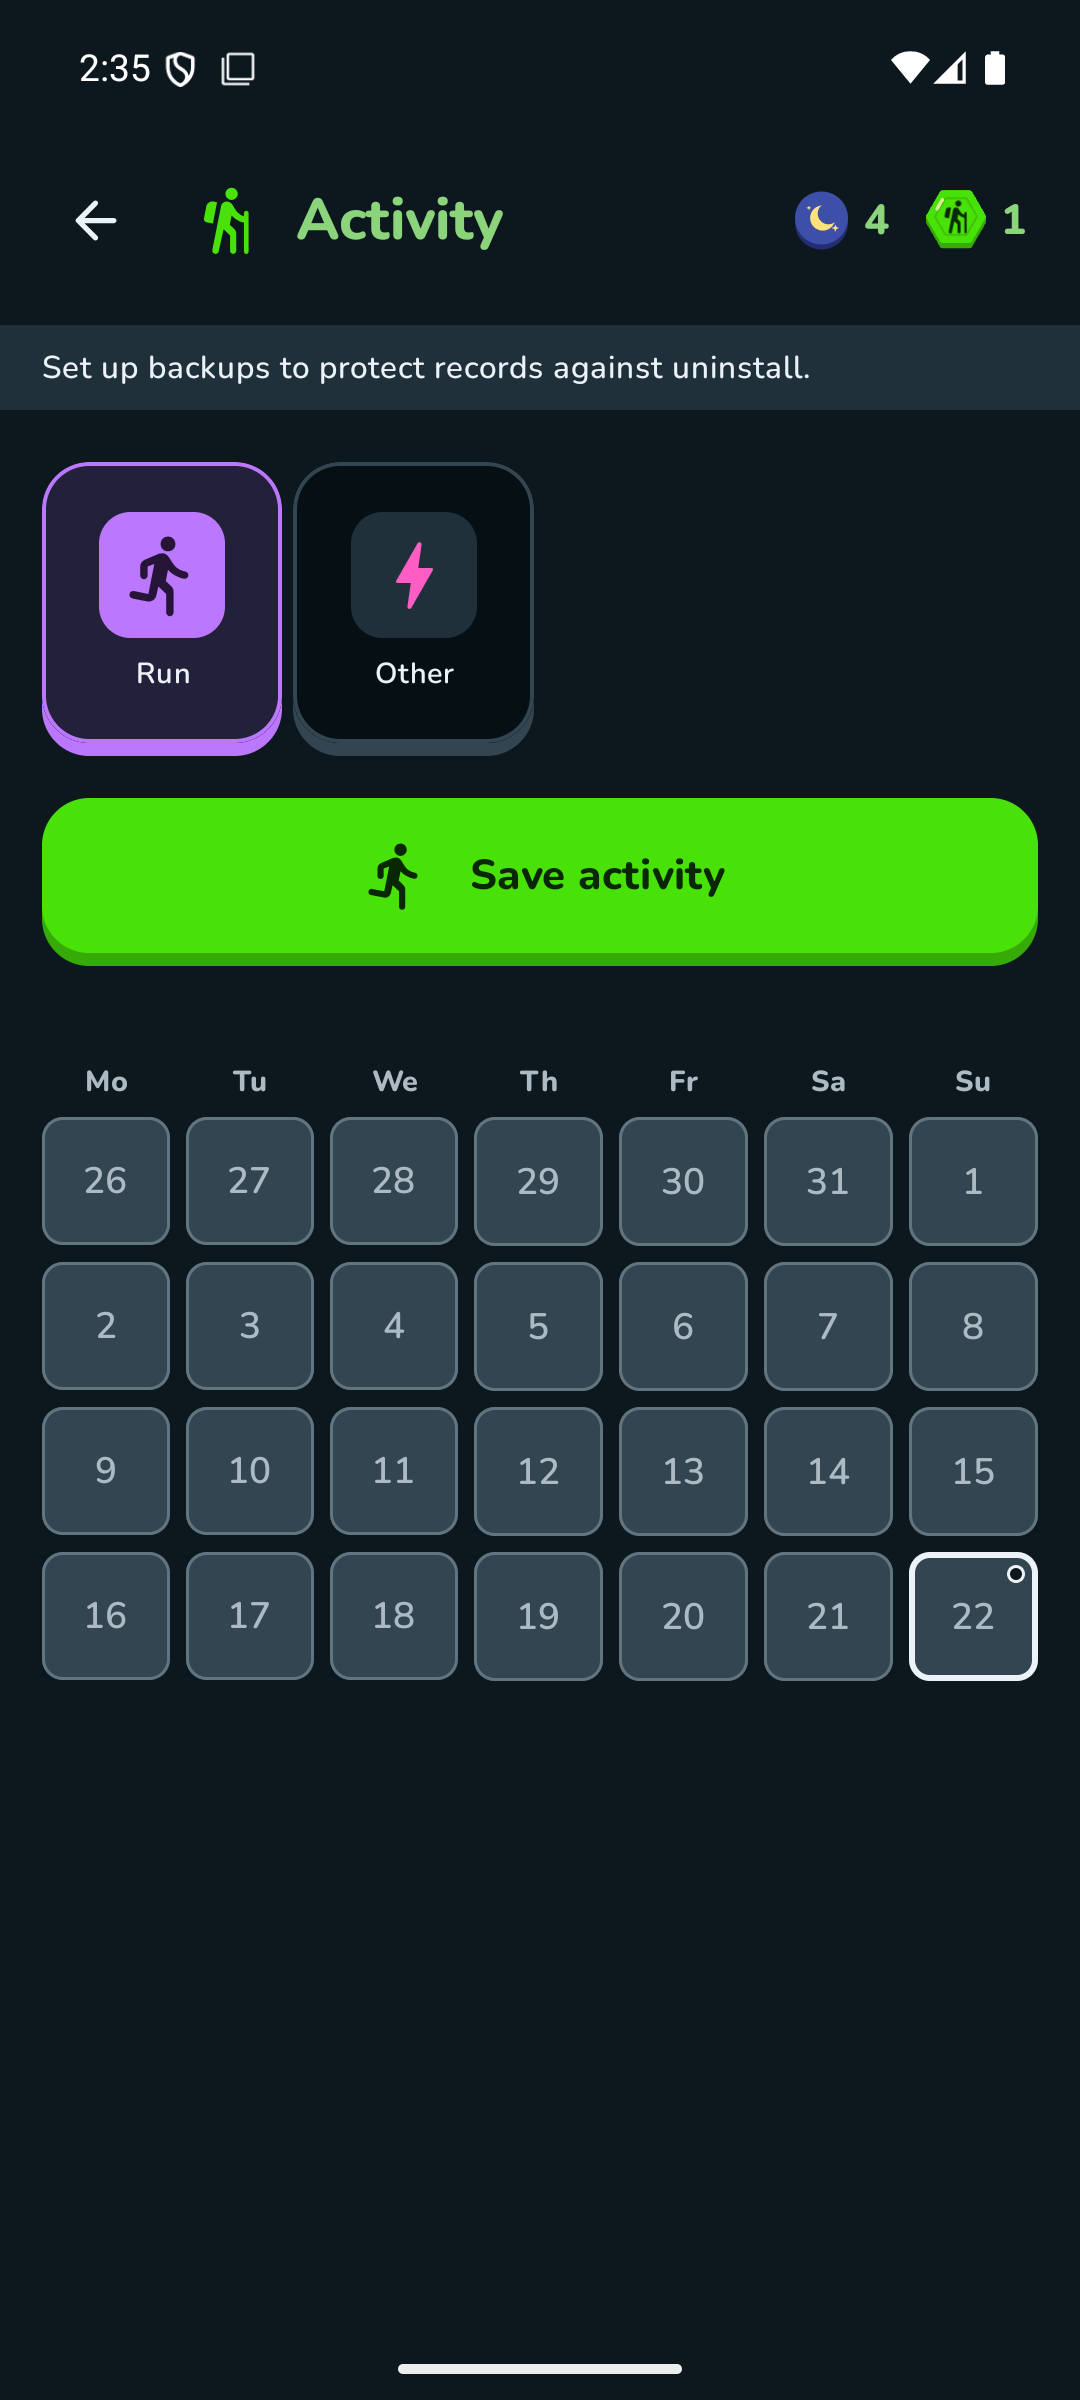 2:35
Activity
4
1
Set up backups to protect records against uninstall.
Run
Other
Save activity
Mo Tu We Th Fr Sa Su
26 27 28 29 30 31 1
2 3 4 5 6 7 8
9 10 11 12 13 14 15
16 17 18 19 20 21 22